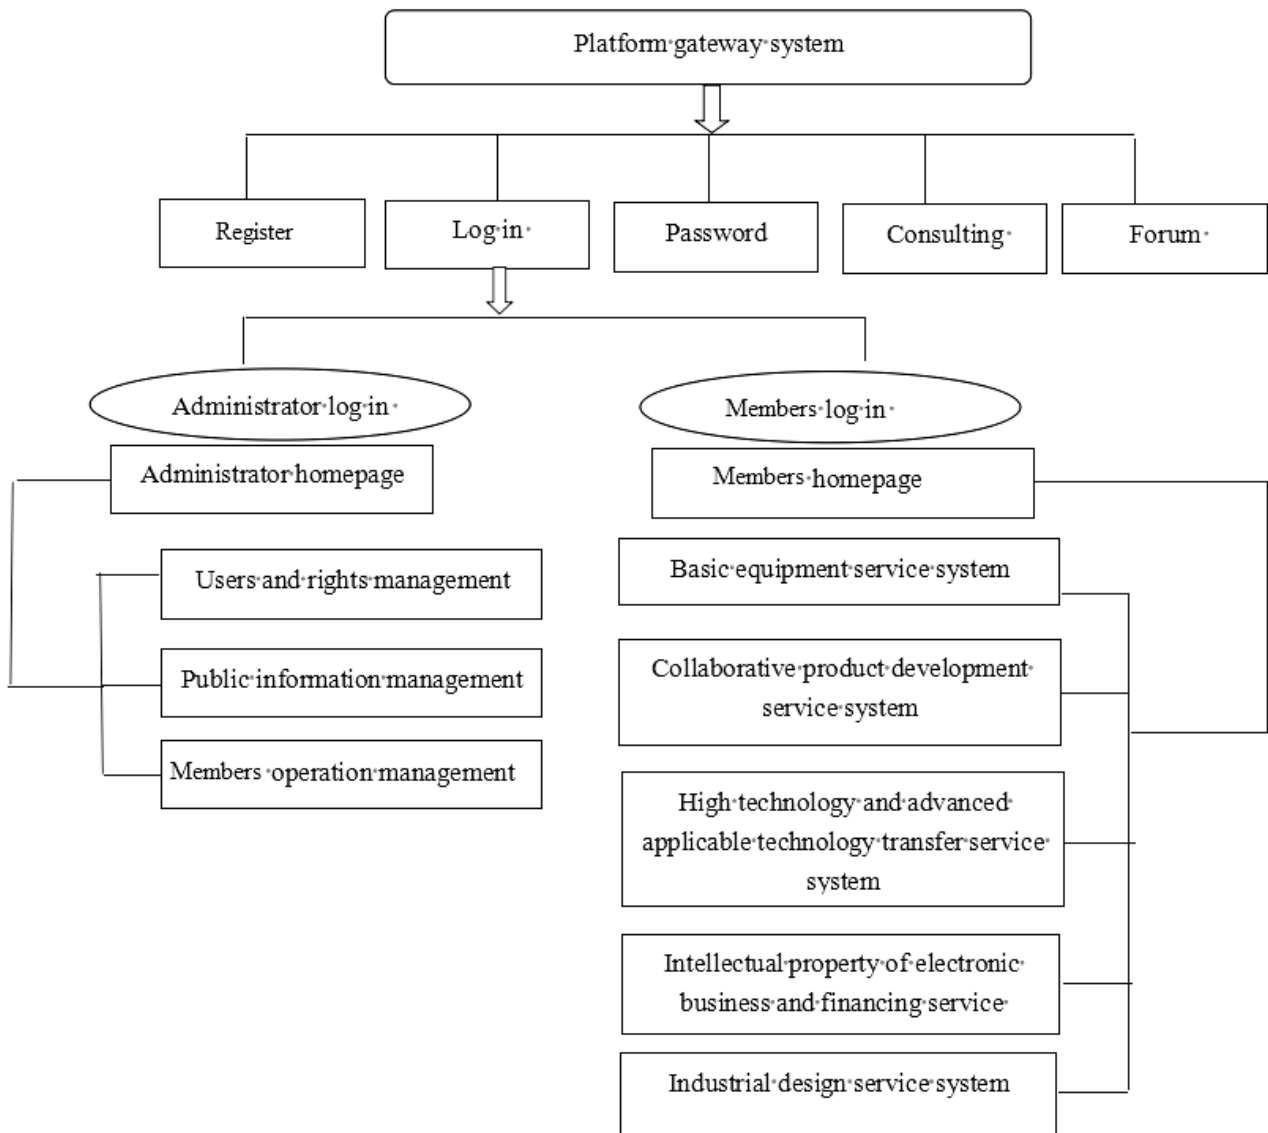 Platform gateway system
Register
Log in
Password
Consulting
Forum
Administrator log in
Members log in
Administrator homepage
Members homepage
Users and rights management
Public information management
Members operation management
Basic equipment service system
Collaborative product development
service system
High technology and advanced
applicable technology transfer service
system
Intellectual property of electronic
business and financing service
Industrial design service system